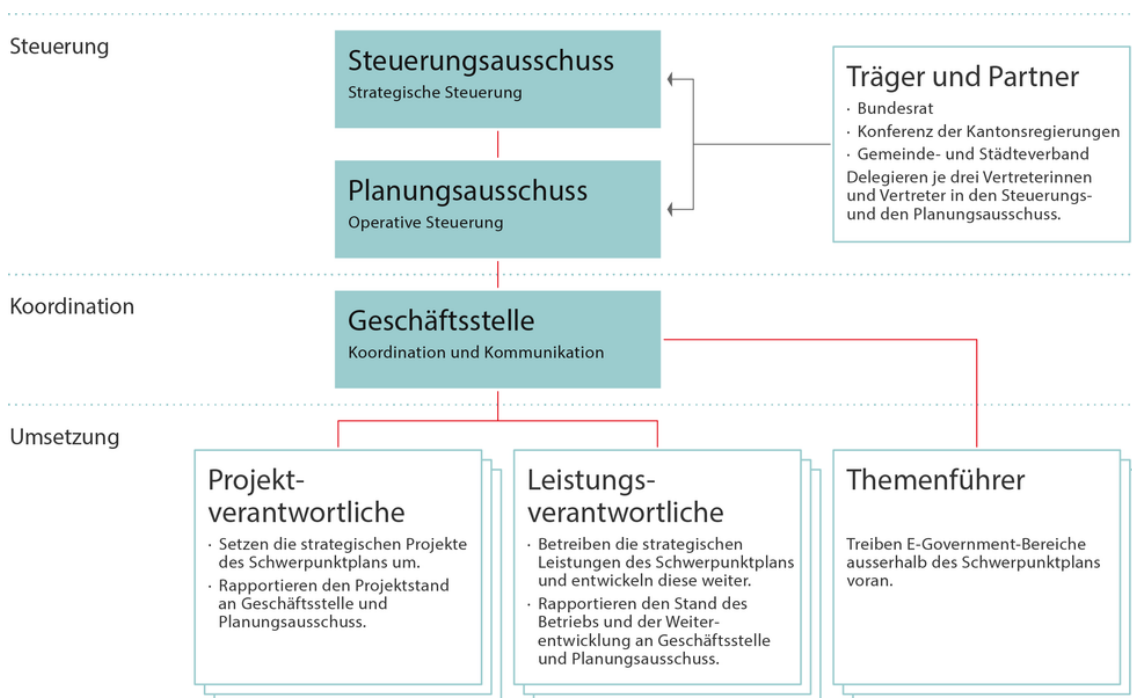 Steuerung
Steuerungsausschuss
Strategische Steuerung
Träger und Partner
· Bundesrat
· Konferenz der Kantonsregierungen
· Gemeinde- und Städteverband
Delegieren je drei Vertreterinnen
und Vertreter in den Steuerungs-
und den Planungsausschuss.
Planungsausschuss
Operative Steuerung
Koordination
Geschäftsstelle
Koordination und Kommunikation
Umsetzung
Projekt-
verantwortliche
· Setzen die strategischen Projekte
des Schwerpunktplans um.
· Rapportieren den Projektstand
an Geschäftsstelle und
Planungsausschuss.
Leistungs-
verantwortliche
· Betreiben die strategischen
Leistungen des Schwerpunktplans
und entwickeln diese weiter.
· Rapportieren den Stand des
Betriebs und der Weiter-
entwicklung an Geschäftsstelle
und Planungsausschuss.
Themenführer
Treiben E-Government-Bereiche
ausserhalb des Schwerpunktplans
voran.